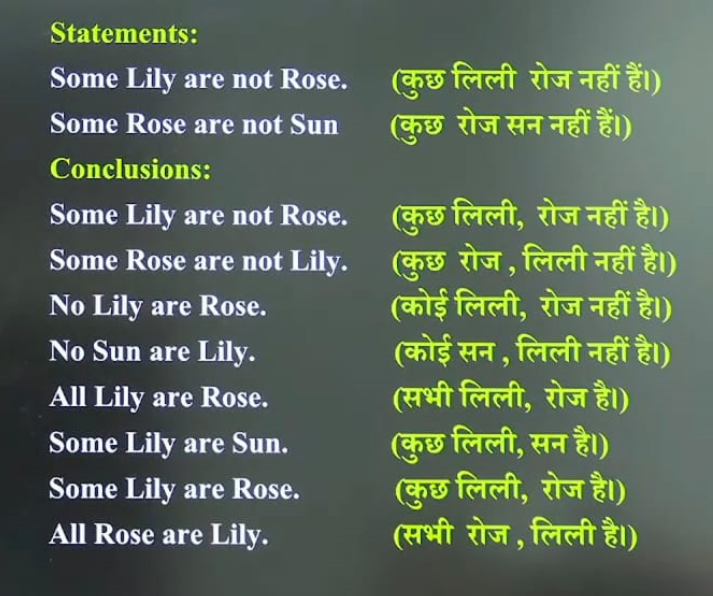 Statements:
Some Lily are not Rose. (कुछ लिली रोज नहीं हैं।)
Some Rose are not Sun (कुछ रोज सन नहीं हैं।)
Conclusions:
Some Lily are not Rose. (कुछ लिली, रोज नहीं है।)
Some Rose are not Lily. (कुछ रोज , लिली नहीं है।)
No Lily are Rose. (कोई लिली, रोज नहीं है।)
No Sun are Lily. (कोई सन , लिली नहीं है।)
All Lily are Rose. (सभी लिली, रोज है।)
Some Lily are Sun. (कुछ लिली, सन है।)
Some Lily are Rose. (कुछ लिली, रोज है।)
All Rose are Lily. (सभी रोज , लिली है।)